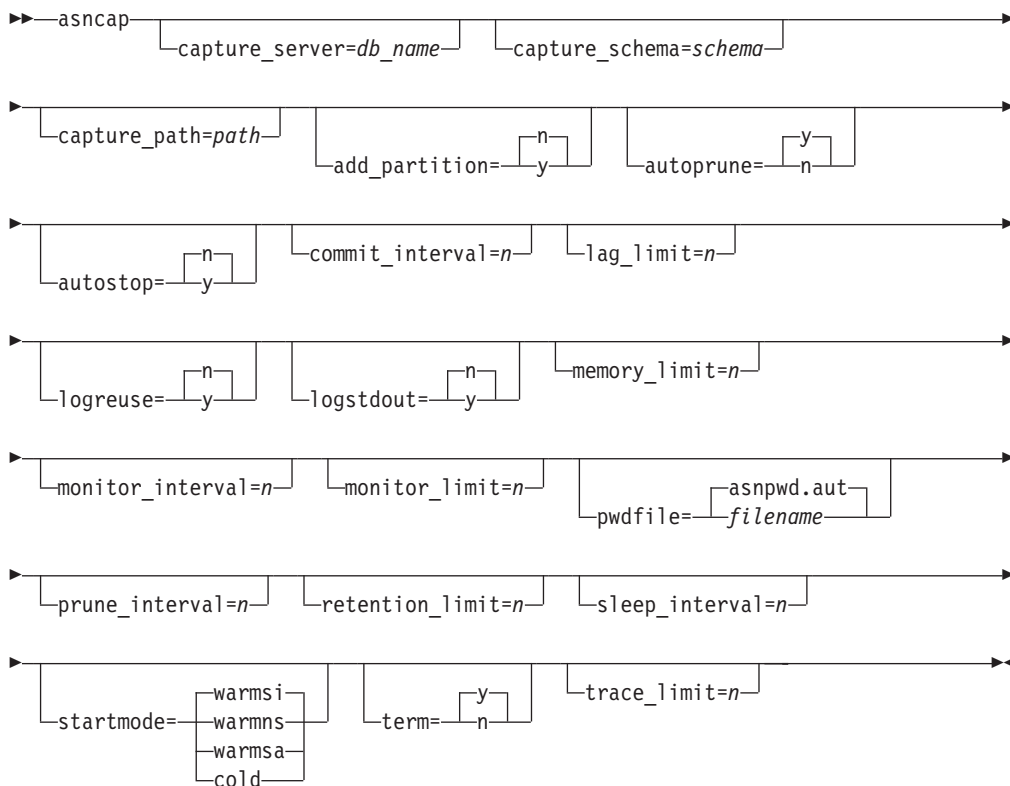 asncap
capture_server=db_name capture_schema=schema
capture_path=path
n y
add_partition= y autoprune= n
n
autostop= y commit_interval=n lag_limit=n
n n
logreuse= y logstdout= y memory_limit=n
monitor_interval=n monitor_limit=n
asnpwd.aut
pwdfile= filename
prune_interval=n retention_limit=n sleep_interval=n
warmsi y
startmode= warmns term= n trace_limit=n
warmsa
cold